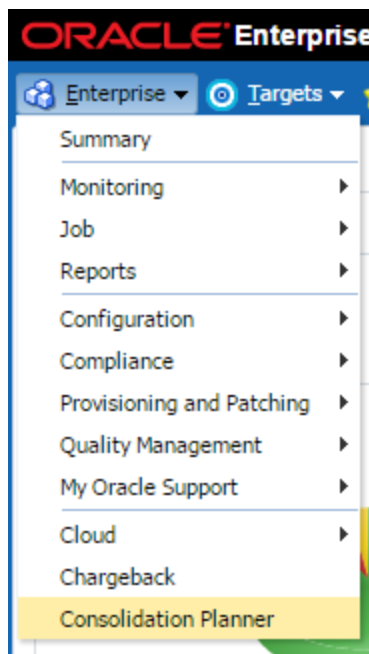 ORACLE Enterprise
Enterprise Targets
Summary
Monitoring
Job
Reports
Configuration
Compliance
Provisioning and Patching
Quality Management
My Oracle Support
Cloud
Chargeback
Consolidation Planner